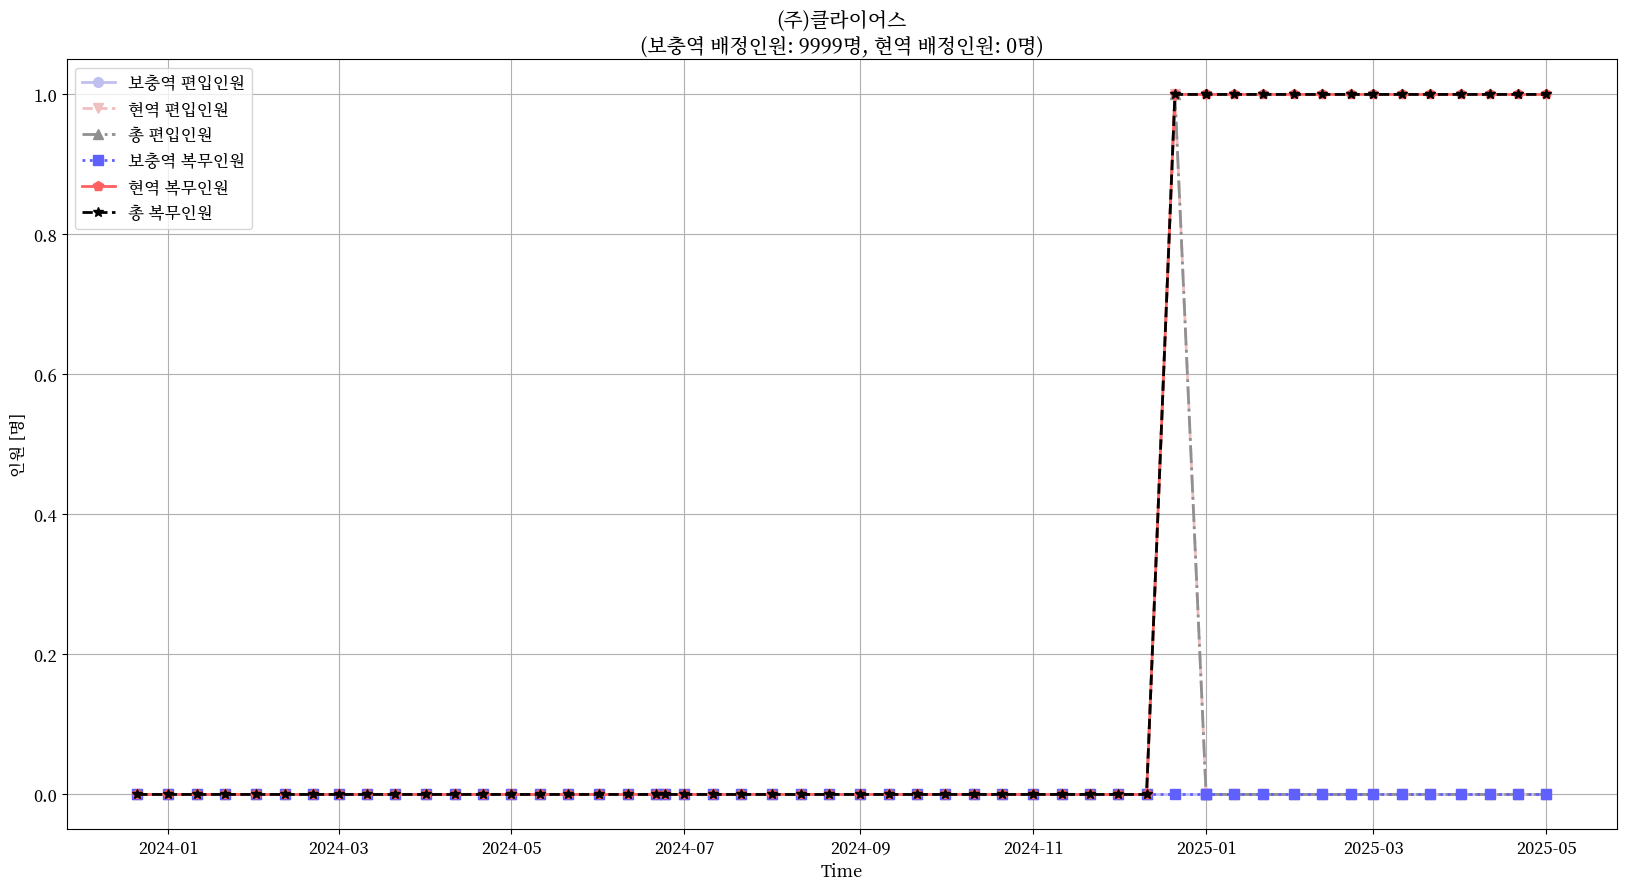 (주)클라이어스
(보충역 배정인원: 9999명, 현역 배정인원: 0명)
보충역 편입인원
현역 편입인원
총 편입인원
보충역 복무인원
현역 복무인원
총 복무인원
1.0
0.8
0.6
0.4
0.2
0.0
인원 [명]
2024-01
2024-03
2024-05
2024-07
2024-09
2024-11
2025-01
2025-03
2025-05
Time